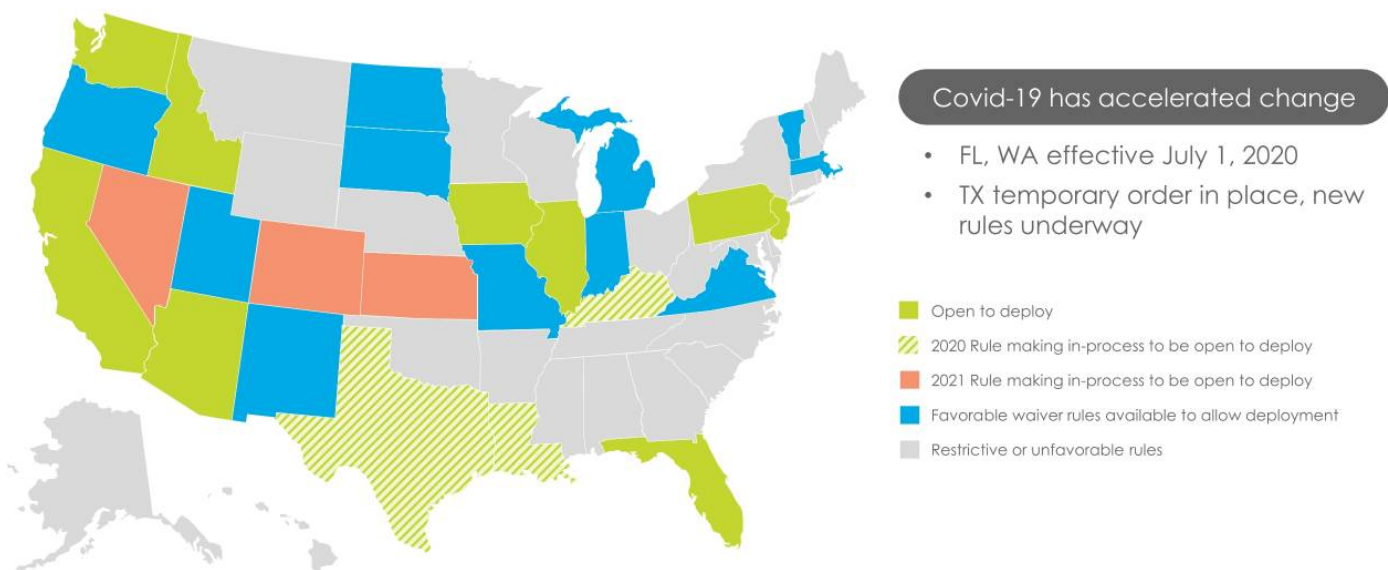 Covid-19 has accelerated change
• FL, WA effective July 1, 2020
• TX temporary order in place, new
rules underway
Open to deploy
2020 Rule making in-process to be open to deploy
2021 Rule making in-process to be open to deploy
Favorable waiver rules available to allow deployment
Restrictive or unfavorable rules